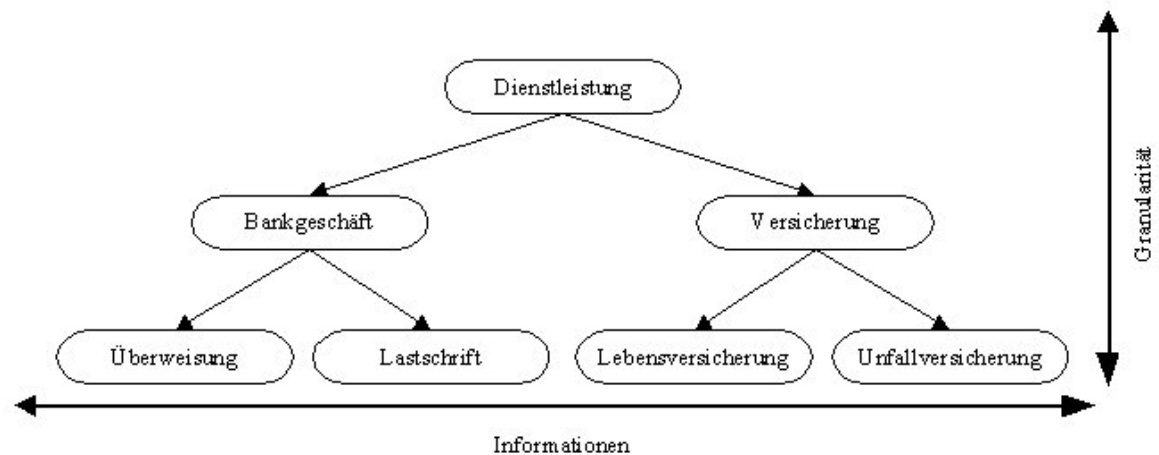 Dienstleistung
Bankgeschäft
Versicherung
Granularität
Überweisung
Lastschrift
Lebensversicherung
Unfallversicherung
Informationen